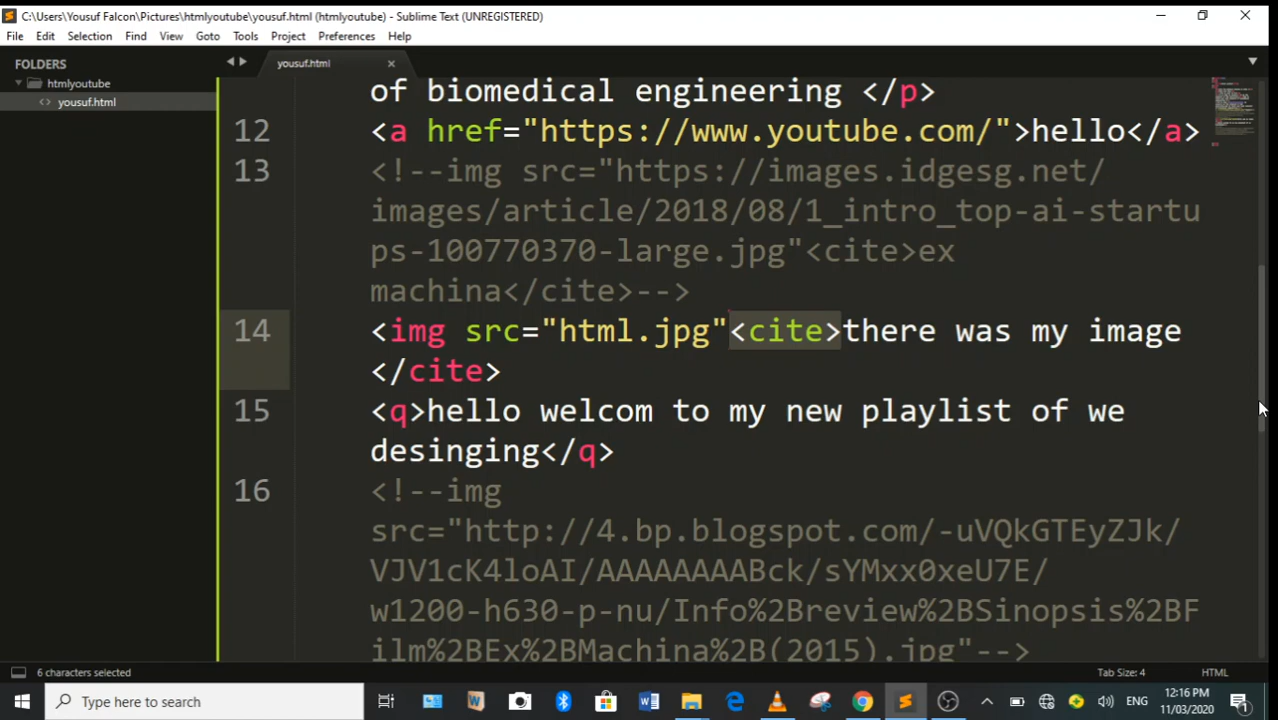 C:\Users\Yousuf Falcon\Pictures\htmlyoutube\yousuf.html (htmlyoutube) - Sublime Text (UNREGISTERED)
File Edit Selection Find View Goto Tools Project Preferences Help
FOLDERS
htmlyoutube
<> yousuf.html
yousuf.html
of biomedical engineering </p>
12 <a href="https://www.youtube.com/">hello</a>
13 <!--img src="https://images.idgesg.net/
images/article/2018/08/1_intro_top-ai-startu
ps-100770370-large.jpg"<cite>ex
machina</cite>-->
14 <img src="html.jpg"<cite>there was my image
</cite>
15 <q>hello welcom to my new playlist of we
desinging</q>
16 <!--img
src="http://4.bp.blogspot.com/-uVQkGTEyZJk/
VJV1cK4loAI/AAAAAAAABck/sYMxx0xeU7E/
w1200-h630-p-nu/Info%2Breview%2BSinopsis%2BF
ilm%2BEx%2BMachina%2B(2015).jpg"-->
6 characters selected
Tab Size: 4 HTML
Type here to search
ENG
12:16 PM
11/03/2020
1